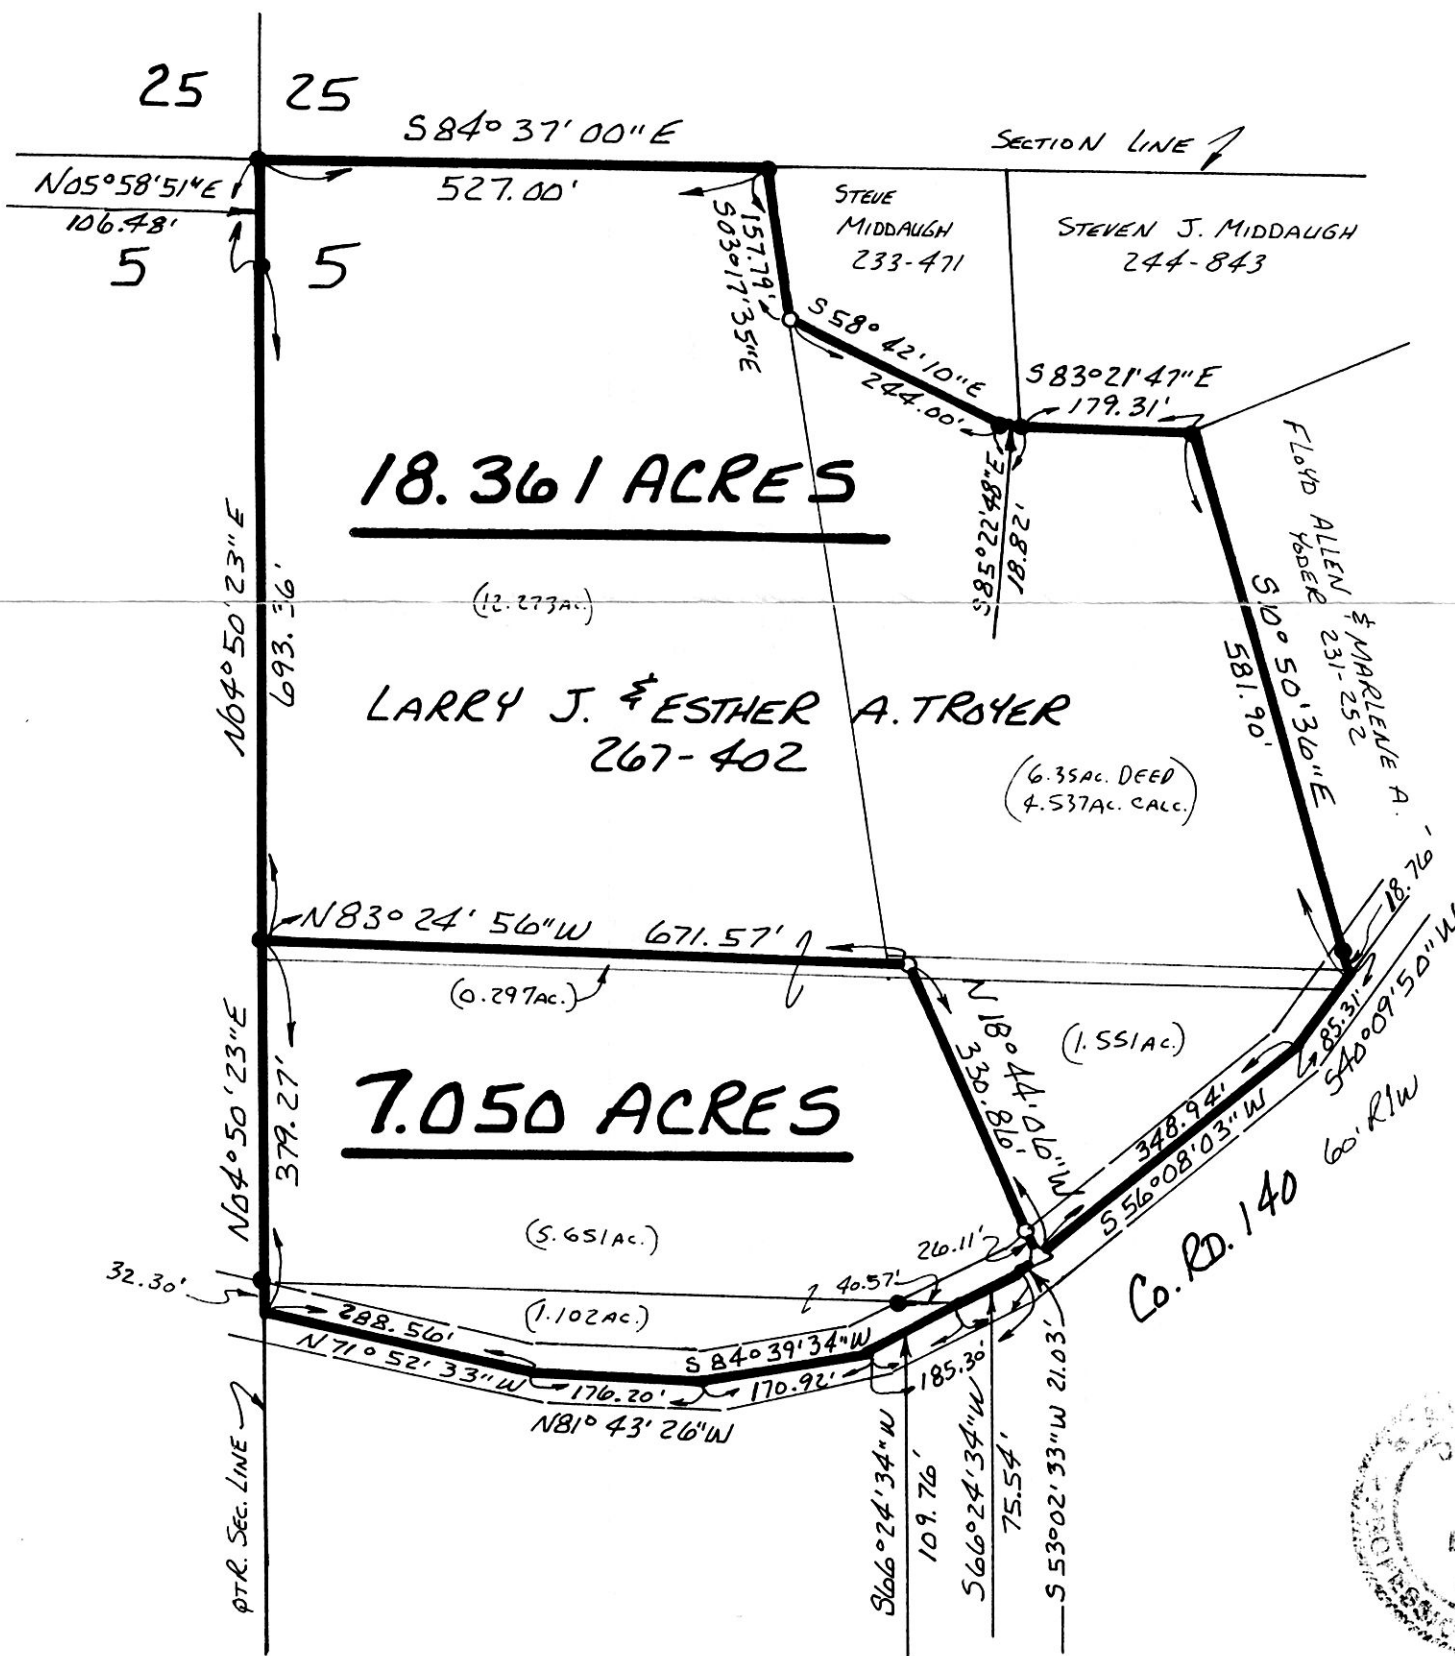 25 25
S84° 37' 00"E
527.00'
SECTION LINE
N05°58'51"E
106.48'
5 5
157.79'
S03°17'35"E
STEVE
MIDDAUGH
233-471
STEVEN J. MIDDAUGH
244-843
S58° 42'10"E
244.00'
S83°21'47"E
179.31'
S85°22'48"E
18.82'
FLOYD ALLEN & MARLENE A.
YODER 231-252
18.361 ACRES
(12.273AC.)
N04°50'23"E
693.36'
S10°50'36"E
581.90'
LARRY J. & ESTHER A. TROYER
267-402
(6.35AC. DEED
4.537AC. CALC.)
18.76'
N83° 24' 56"W 671.57'
(0.297AC.)
N18°44'06"W
330.86'
(1.551AC.)
85.31'
S40°09'50"W
N04°50'23"E
379.27'
7.050 ACRES
348.94'
S56°08'03"W
60' R/W
CO. RD. 140
(5.651AC.)
26.11'
32.30'
40.57'
(1.102AC.)
288.56'
N71° 52' 33"W
S84°39'34"W
176.20'
170.92'
185.30'
N81° 43' 26"W
S66°24'34"W
109.76'
S66°24'34"W
75.54'
S53°02'33"W 21.03'
QTR. SEC. LINE